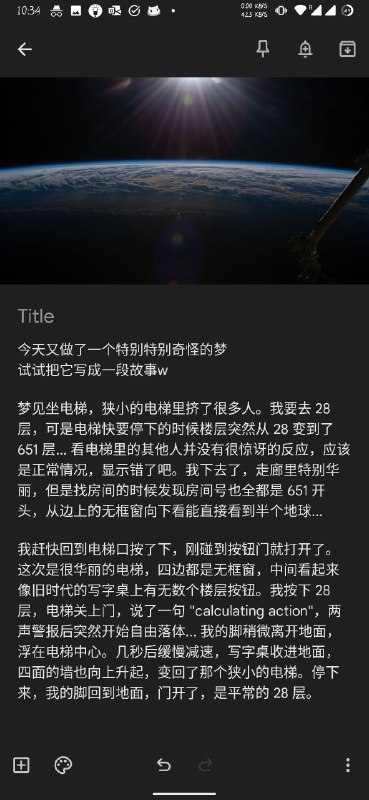 10:34
0.00 KB/S
42.5 KB/S
Title
今天又做了一个特别特别奇怪的梦
试试把它写成一段故事w
梦见坐电梯，狭小的电梯里挤了很多人。我要去 28
层，可是电梯快要停下的时候楼层突然从 28 变到了
651 层... 看电梯里的其他人并没有很惊讶的反应，应该
是正常情况，显示错了吧。我下去了，走廊里特别华
丽，但是找房间的时候发现房间号也全都是 651 开
头，从边上的无框窗向下看能直接看到半个地球...
我赶快回到电梯口按了下，刚碰到按钮门就打开了。
这次是很华丽的电梯，四边都是无框窗，中间看起来
像旧时代的写字桌上有无数个楼层按钮。我按下 28
层，电梯关上门，说了一句 "calculating action"，两
声警报后突然开始自由落体... 我的脚稍微离开地面，
浮在电梯中心。几秒后缓慢减速，写字桌收进地面，
四面的墙也向上升起，变回了那个狭小的电梯。停下
来，我的脚回到地面，门开了，是平常的 28 层。